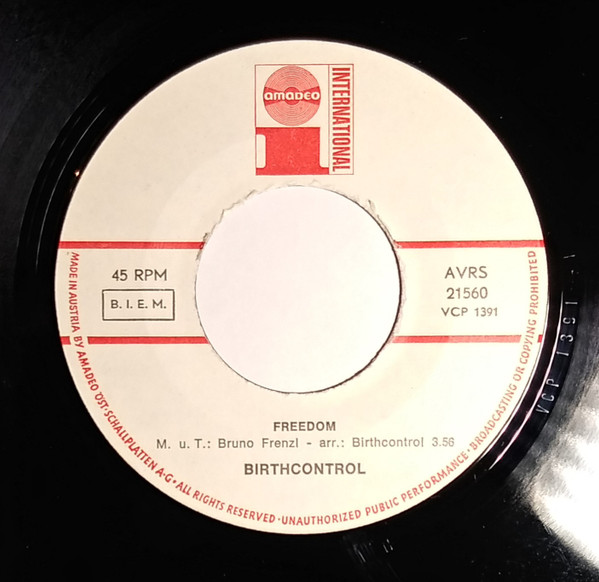 amaDeo
INTERNATIONAL
45 RPM
B. I. E. M.
AVRS
21560
VCP 1391
FREEDOM
M. u. T.: Bruno Frenzl - arr.: Birthcontrol 3.56
BIRTHCONTROL
MADE IN AUSTRIA BY AMADEO ÖST. SCHALLPLATTEN A·G · ALL RIGHTS RESERVED · UNAUTHORIZED PUBLIC PERFORMANCE · BROADCASTING OR COPYING PROHIBITED
VCP 1391